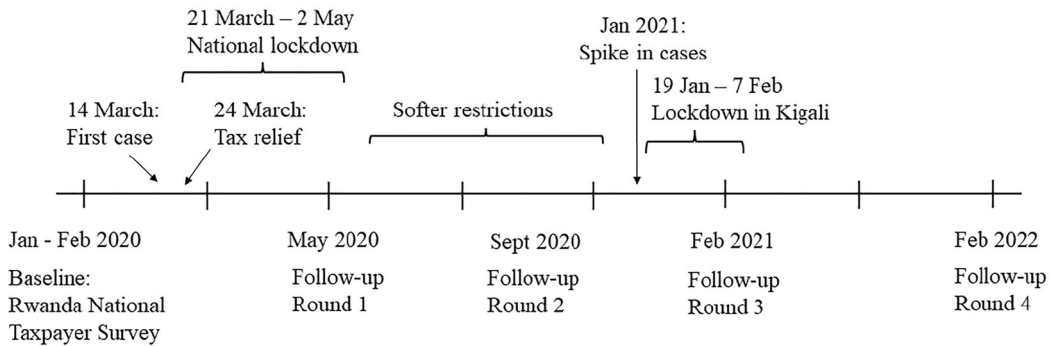 21 March – 2 May
National lockdown
Jan 2021:
Spike in cases
19 Jan – 7 Feb
Lockdown in Kigali
14 March:
First case
24 March:
Tax relief
Softer restrictions
Jan - Feb 2020
May 2020
Sept 2020
Feb 2021
Feb 2022
Baseline:
Rwanda National
Taxpayer Survey
Follow-up
Round 1
Follow-up
Round 2
Follow-up
Round 3
Follow-up
Round 4